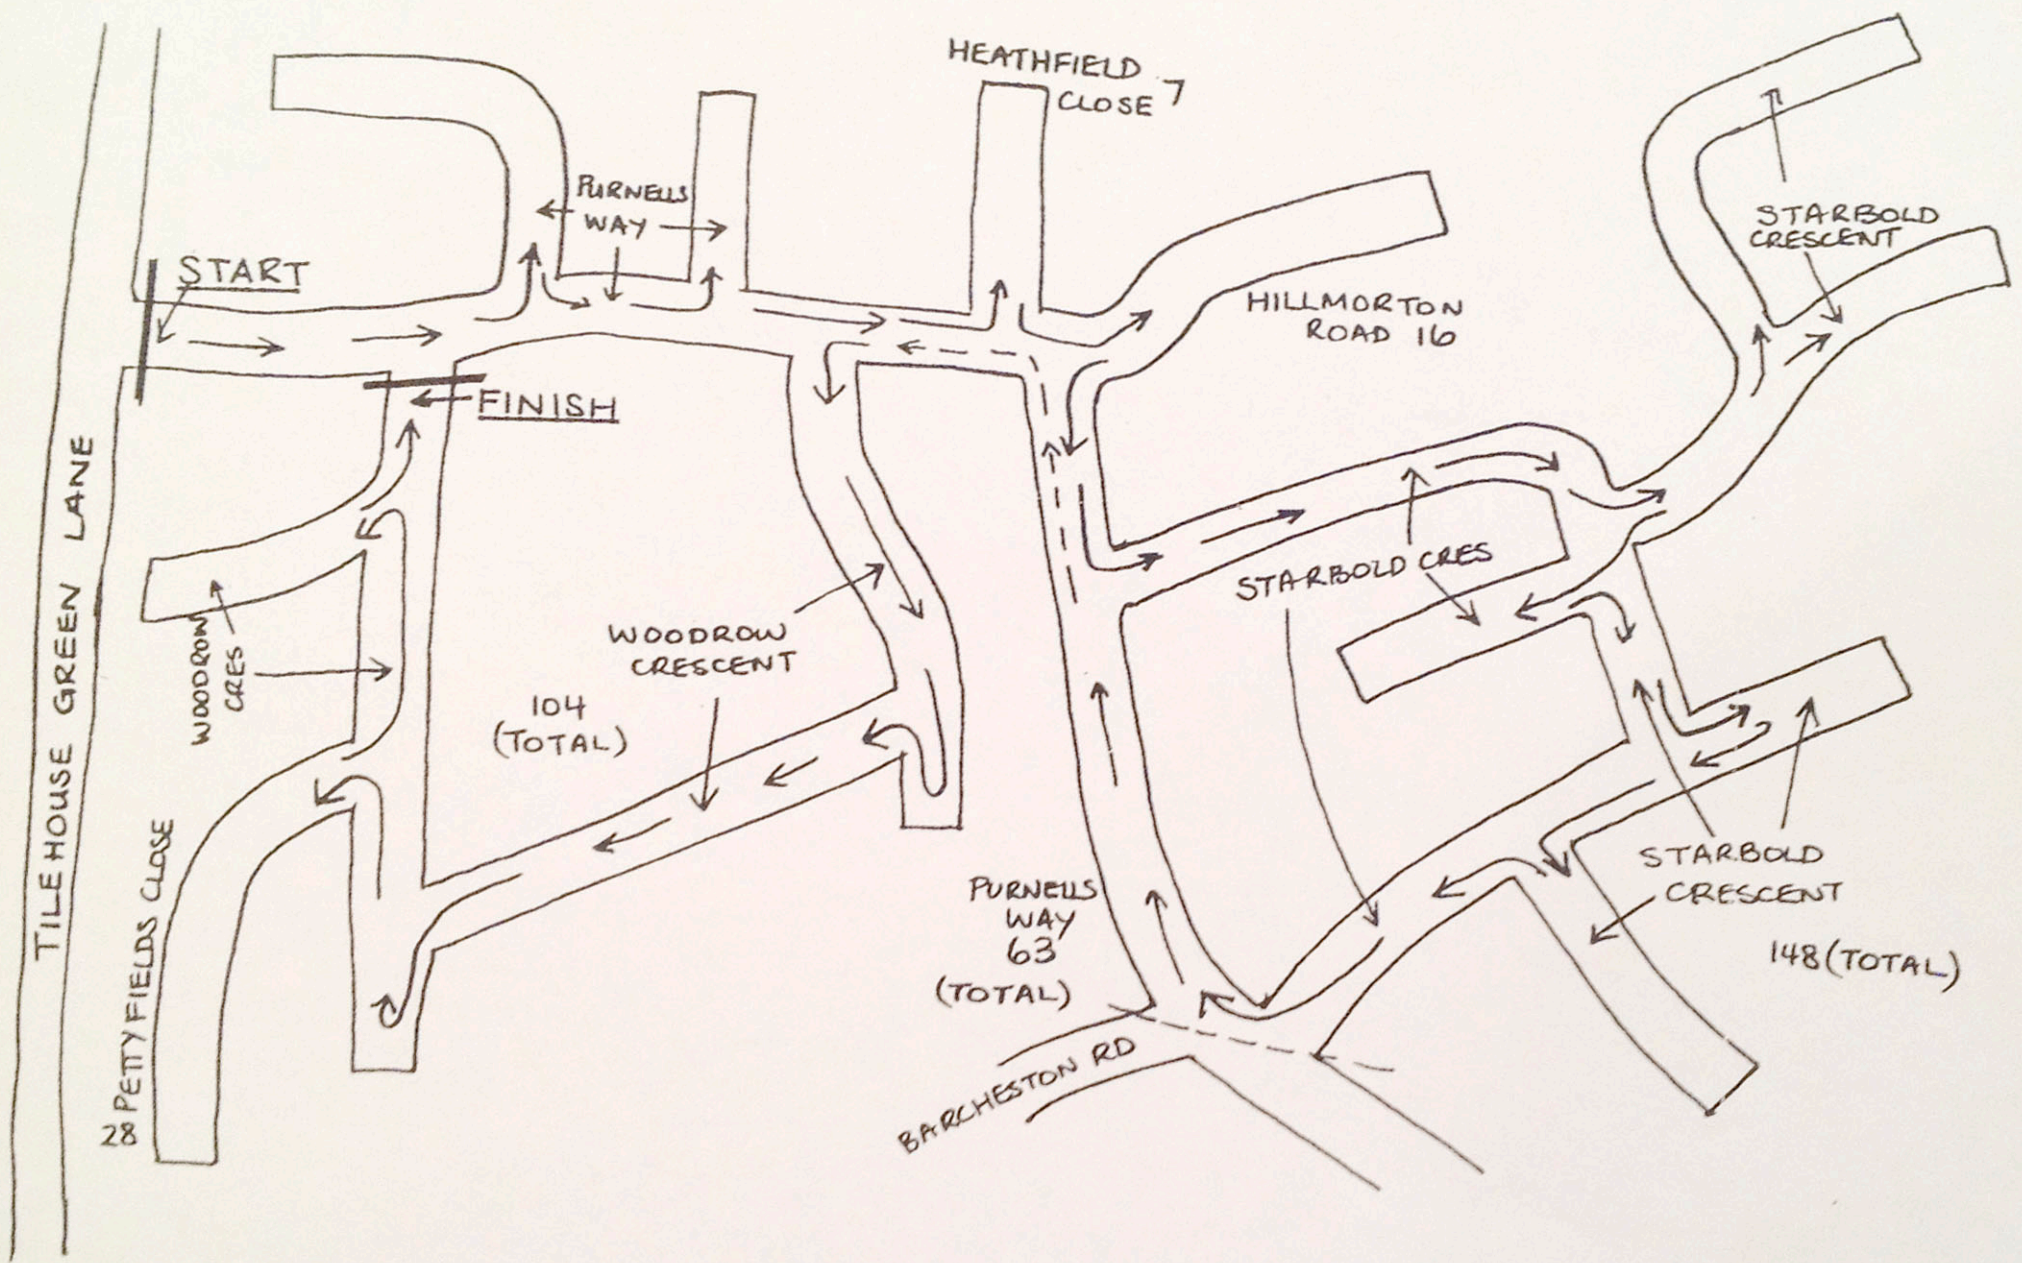 HEATHFIELD
CLOSE 7
PURNELLS
WAY
START
STARBOLD
CRESCENT
HILLMORTON
ROAD 16
FINISH
TILEHOUSE GREEN LANE
STARBOLD CRES
WOODROW
CRES
WOODROW
CRESCENT
104
(TOTAL)
28 PETTYFIELDS CLOSE
PURNELLS
WAY
63
(TOTAL)
STARBOLD
CRESCENT
148 (TOTAL)
BARCHESTON RD